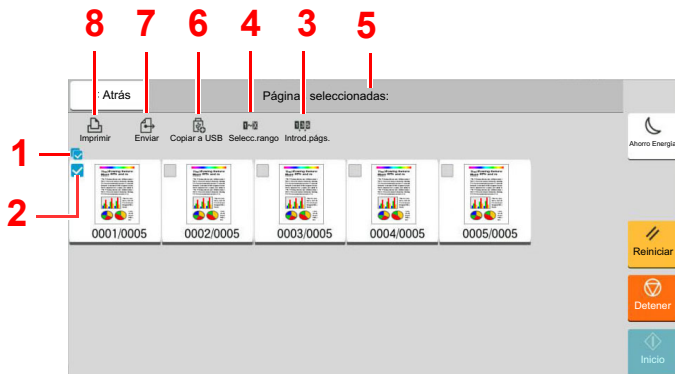 8 7 6 4 3 5
< Atrás
Páginas seleccionadas:
Imprimir Enviar Copiar a USB Selecc.rango Introd.págs.
Ahorro Energía
1
2
0001/0005 0002/0005 0003/0005 0004/0005 0005/0005
Reiniciar
Detener
Inicio